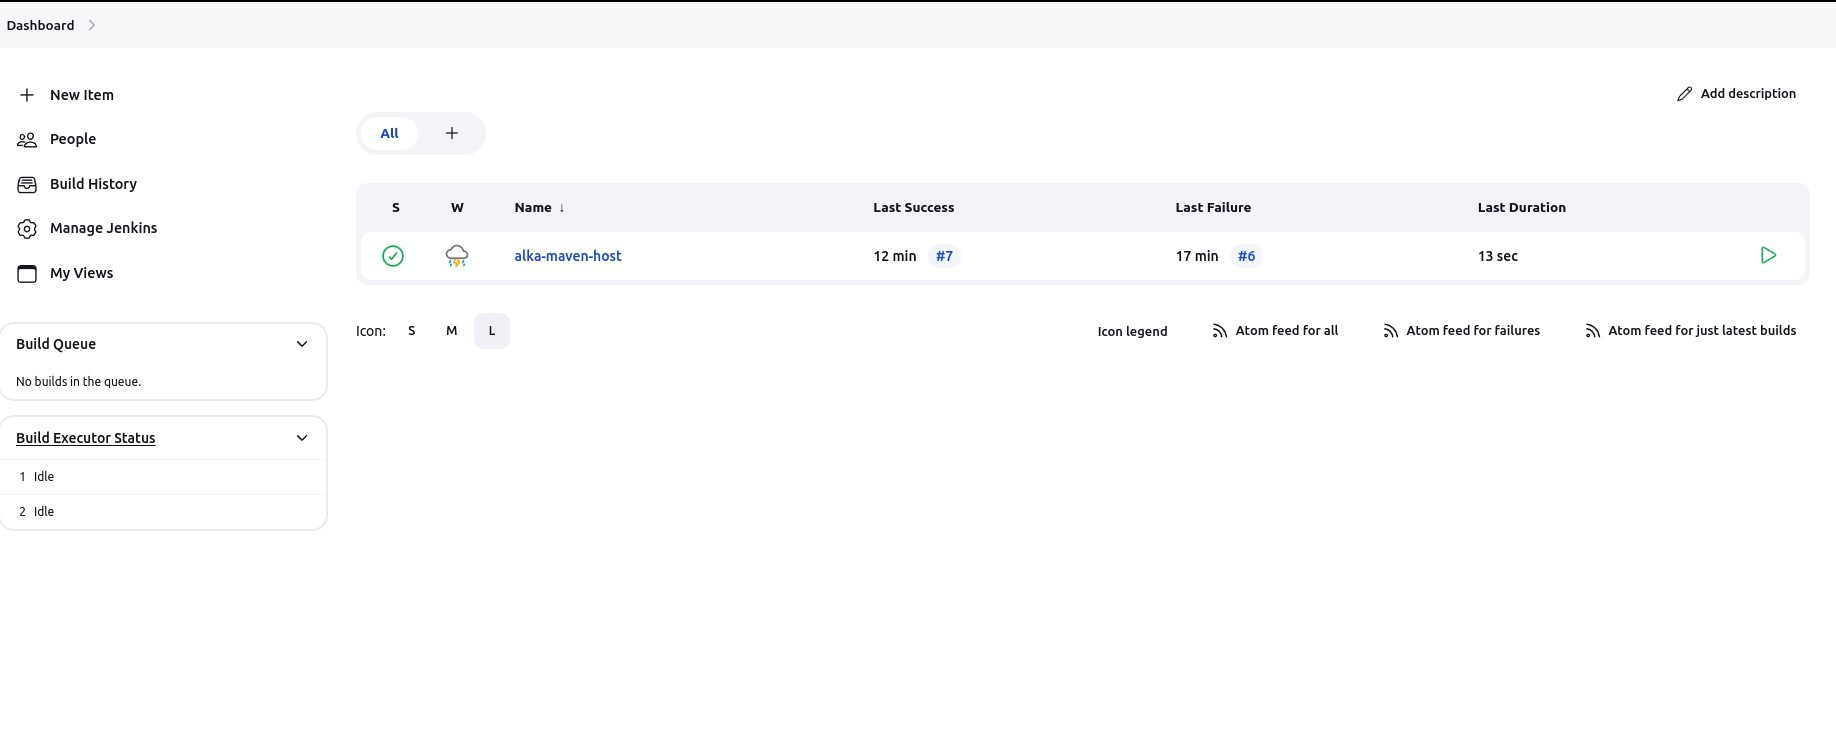 Dashboard
New Item
People
Build History
Manage Jenkins
My Views
Build Queue
No builds in the queue.
Build Executor Status
1 Idle
2 Idle
Add description
All +
S W Name ↓ Last Success Last Failure Last Duration
alka-maven-host 12 min #7 17 min #6 13 sec
Icon: S M L Icon legend Atom feed for all Atom feed for failures Atom feed for just latest builds